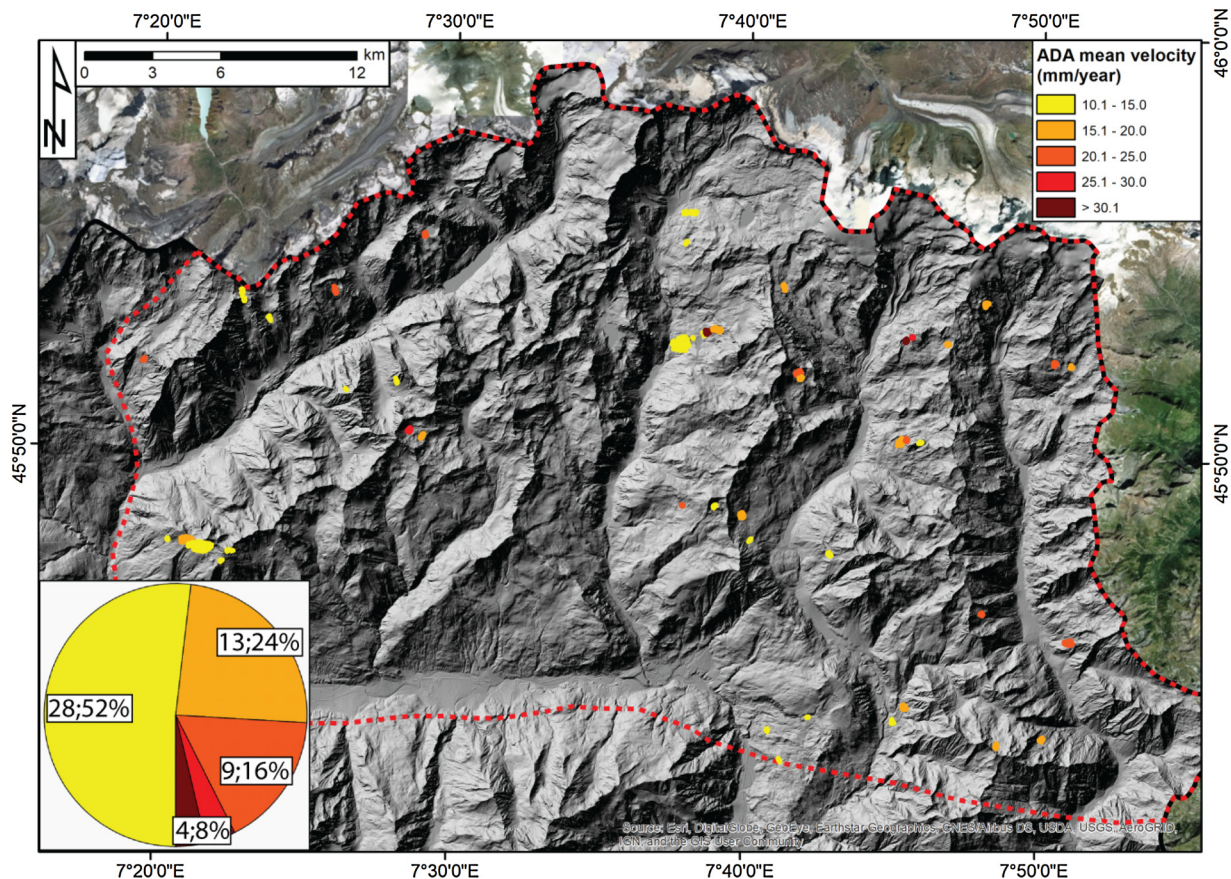 7°20'0"E 7°30'0"E 7°40'0"E 7°50'0"E
46°0'0"N
km
0 3 6 12
N
ADA mean velocity
(mm/year)
10.1 - 15.0
15.1 - 20.0
20.1 - 25.0
25.1 - 30.0
> 30.1
45°50'0"N
45°50'0"N
13;24%
28;52%
9;16%
4;8%
Source: Esri, DigitalGlobe, GeoEye, Earthstar Geographics, CNES/Airbus DS, USDA, USGS, AeroGRID,
IGN, and the GIS User Community
7°20'0"E 7°30'0"E 7°40'0"E 7°50'0"E